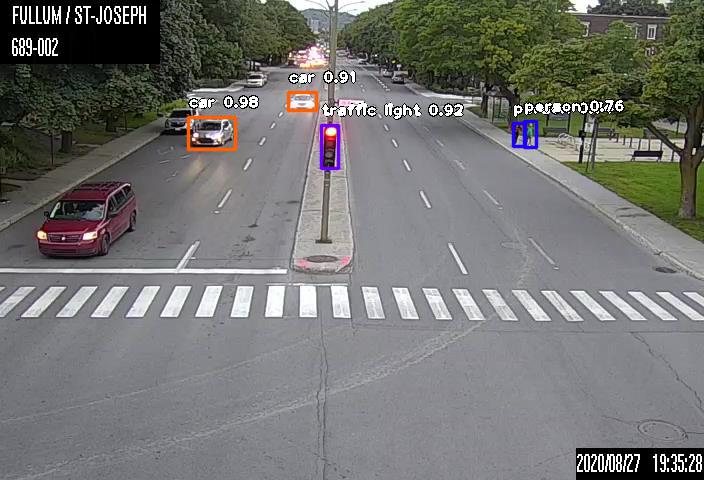 FULLUM / ST-JOSEPH
689-002
car 0.91
car 0.98
traffic light 0.92
person 0.76
2020/08/27 19:35:28